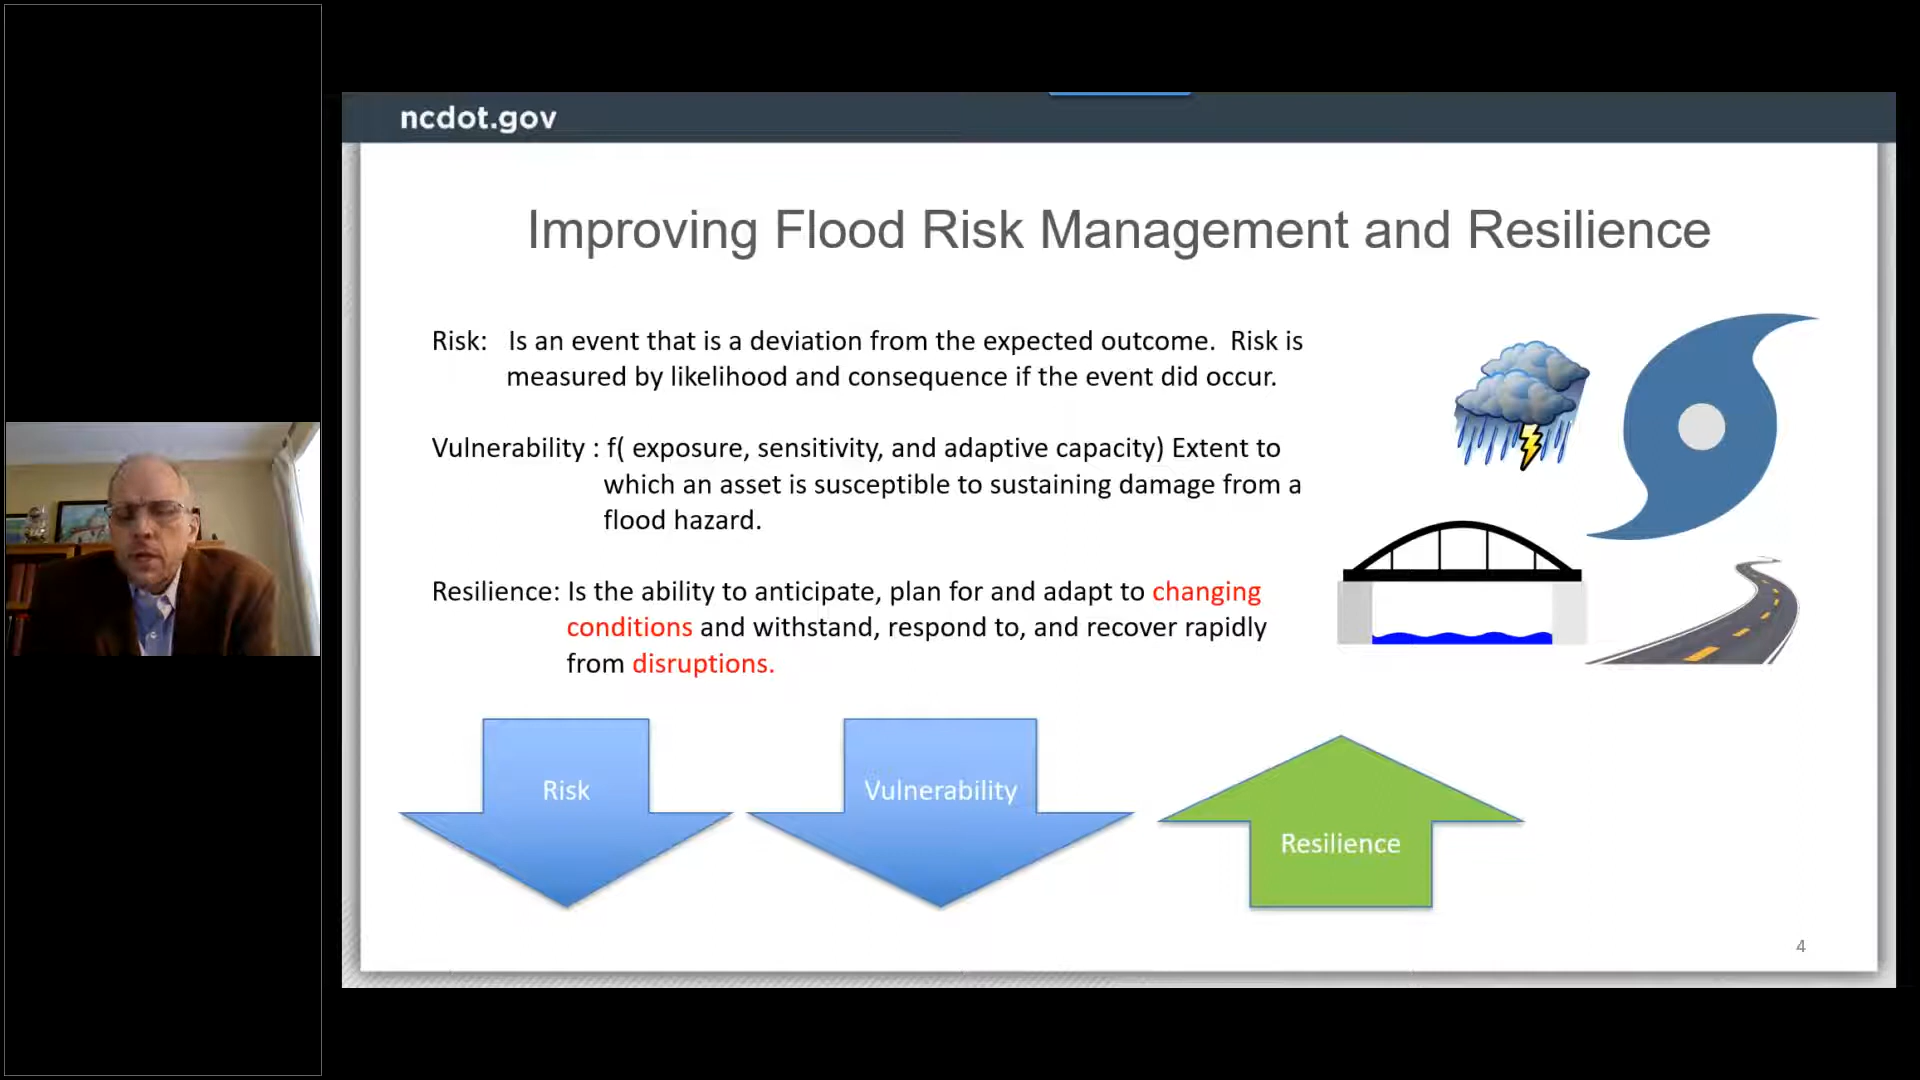 ncdot.gov
Improving Flood Risk Management and Resilience
Risk: Is an event that is a deviation from the expected outcome. Risk is
measured by likelihood and consequence if the event did occur.
Vulnerability : f( exposure, sensitivity, and adaptive capacity) Extent to
which an asset is susceptible to sustaining damage from a
flood hazard.
Resilience: Is the ability to anticipate, plan for and adapt to changing
conditions and withstand, respond to, and recover rapidly
from disruptions.
Risk
Vulnerability
Resilience
4